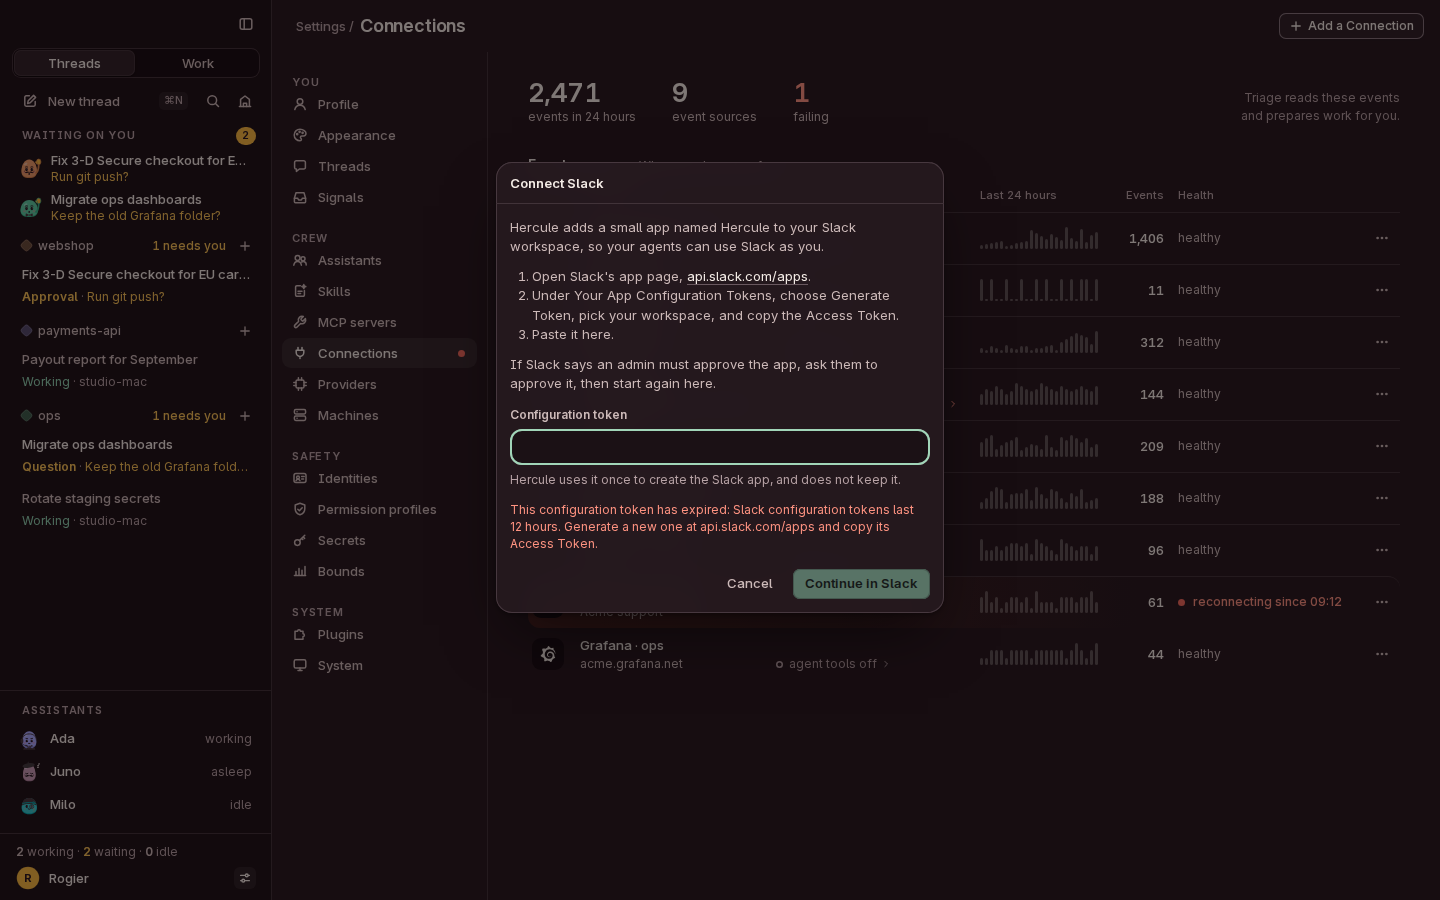 Settings / Connections
Add a Connection
Threads
Work
New thread
⌘N
WAITING ON YOU
2
Fix 3-D Secure checkout for E…
Run git push?
Migrate ops dashboards
Keep the old Grafana folder?
webshop
1 needs you
Fix 3-D Secure checkout for EU car…
Approval · Run git push?
payments-api
Payout report for September
Working · studio-mac
ops
1 needs you
Migrate ops dashboards
Question · Keep the old Grafana fold…
Rotate staging secrets
Working · studio-mac
ASSISTANTS
Ada
working
Juno
asleep
Milo
idle
2 working · 2 waiting · 0 idle
R
Rogier
YOU
Profile
Appearance
Threads
Signals
CREW
Assistants
Skills
MCP servers
Connections
Providers
Machines
SAFETY
Identities
Permission profiles
Secrets
Bounds
SYSTEM
Plugins
System
2,471
events in 24 hours
9
event sources
1
failing
Triage reads these events
and prepares work for you.
Last 24 hours
Events
Health
1,406
healthy
11
healthy
312
healthy
144
healthy
209
healthy
188
healthy
96
healthy
61
reconnecting since 09:12
Grafana · ops
acme.grafana.net
agent tools off
44
healthy
Connect Slack
Hercule adds a small app named Hercule to your Slack
workspace, so your agents can use Slack as you.
1. Open Slack's app page, api.slack.com/apps.
2. Under Your App Configuration Tokens, choose Generate
Token, pick your workspace, and copy the Access Token.
3. Paste it here.
If Slack says an admin must approve the app, ask them to
approve it, then start again here.
Configuration token
Hercule uses it once to create the Slack app, and does not keep it.
This configuration token has expired: Slack configuration tokens last
12 hours. Generate a new one at api.slack.com/apps and copy its
Access Token.
Cancel
Continue in Slack